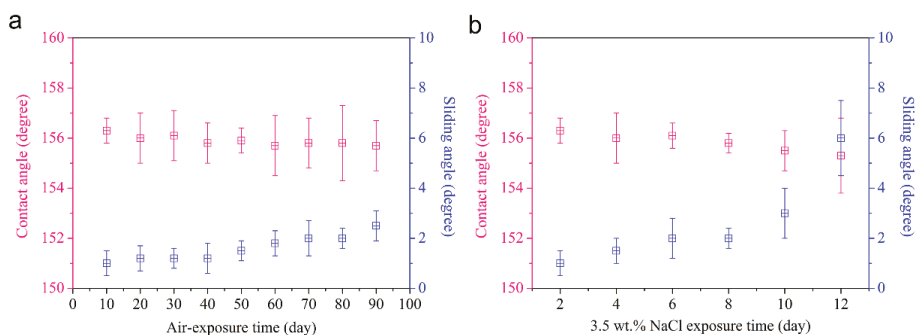 a
160
158
156
154
152
150
Contact angle (degree)
10
8
6
4
2
0
Sliding angle (degree)
0 10 20 30 40 50 60 70 80 90 100
Air-exposure time (day)
b
160
158
156
154
152
150
Contact angle (degree)
10
8
6
4
2
0
Sliding angle (degree)
2 4 6 8 10 12
3.5 wt.% NaCl exposure time (day)